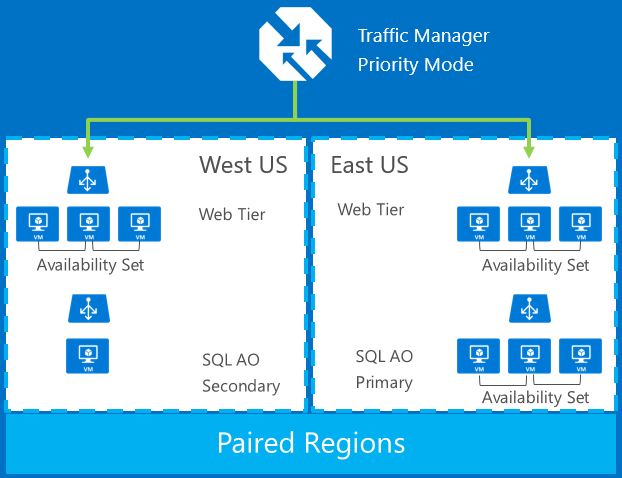 Traffic Manager
Priority Mode
West US
Web Tier
VM
VM
VM
Availability Set
VM
SQL AO
Secondary
East US
Web Tier
VM
VM
VM
Availability Set
SQL AO
Primary
VM
VM
VM
Availability Set
Paired Regions